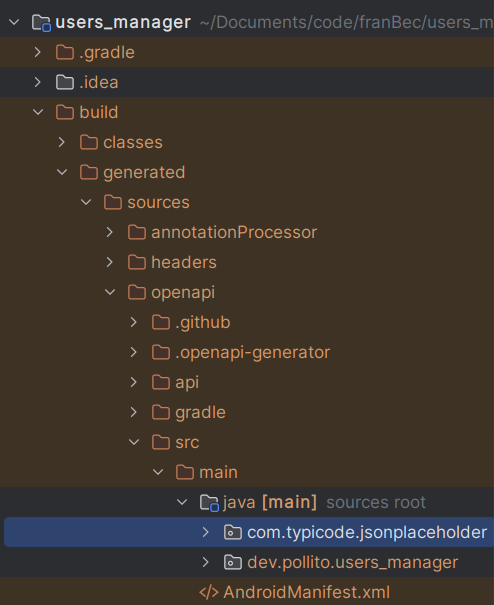 users_manager ~/Documents/code/franBec/users_m
.gradle
.idea
build
classes
generated
sources
annotationProcessor
headers
openapi
.github
.openapi-generator
api
gradle
src
main
java [main] sources root
com.typicode.jsonplaceholder
dev.pollito.users_manager
</> AndroidManifest.xml